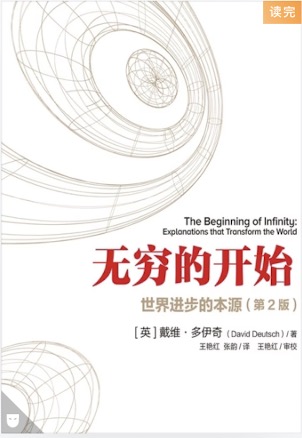 读完
The Beginning of Infinity:
Explanations that Transform the World
无穷的开始
世界进步的本源(第2版)
[英]戴维·多伊奇(David Deutsch)/著
王艳红 张韵/译 王艳红/审校